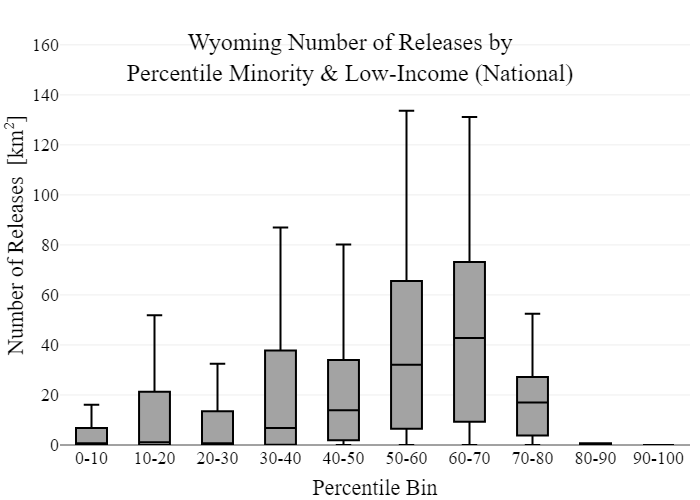 Wyoming Number of Releases by
Percentile Minority & Low-Income (National)
Number of Releases [km²]
160
140
120
100
80
60
40
20
0
0-10 10-20 20-30 30-40 40-50 50-60 60-70 70-80 80-90 90-100
Percentile Bin